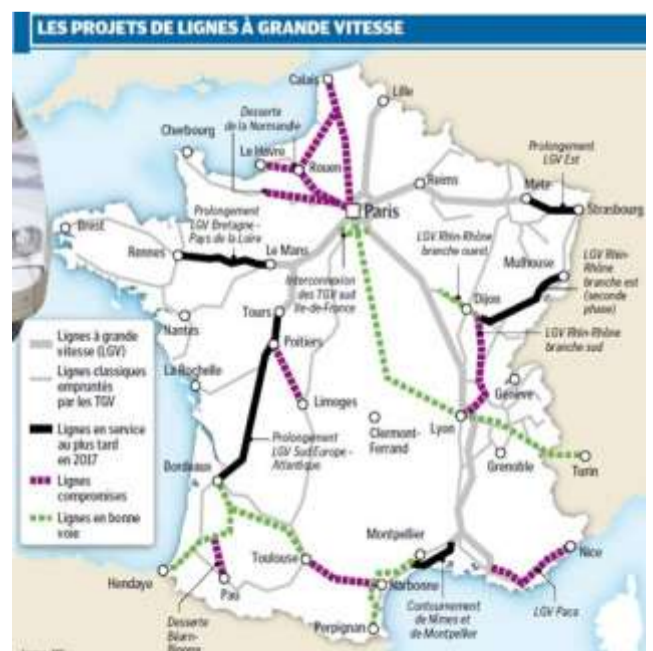 LES PROJETS DE LIGNES À GRANDE VITESSE
Calais
Lille
Desserte
de la Normandie
Cherbourg
Le Havre
Rouen
Reims
Prolongement
LGV Est
Metz
Strasbourg
Paris
Brest
Prolongement
LGV Bretagne -
Pays de la Loire
Rennes
Le Mans
LGV Rhin-Rhône
branche ouest
Mulhouse
LGV Rhin-
Rhône
branche est
(seconde
phase)
Interconnexion
des TGV sud
Ile-de-France
Dijon
Nantes
Tours
LGV Rhin-Rhône
branche sud
Poitiers
Lignes à grande
vitesse (LGV)
Lignes classiques
empruntés
par les TGV
Lignes en service
au plus tard
en 2017
Lignes
compromises
Lignes en bonne
voie
La Rochelle
Limoges
Genève
Clermont-
Ferrand
Lyon
Grenoble
Turin
Prolongement
LGV Sud Europe -
Atlantique
Bordeaux
Montpellier
Nice
Toulouse
Hendaye
Pau
Narbonne
Contournement
de Nîmes et
de Montpellier
LGV Paca
Perpignan
Desserte
Béarn-